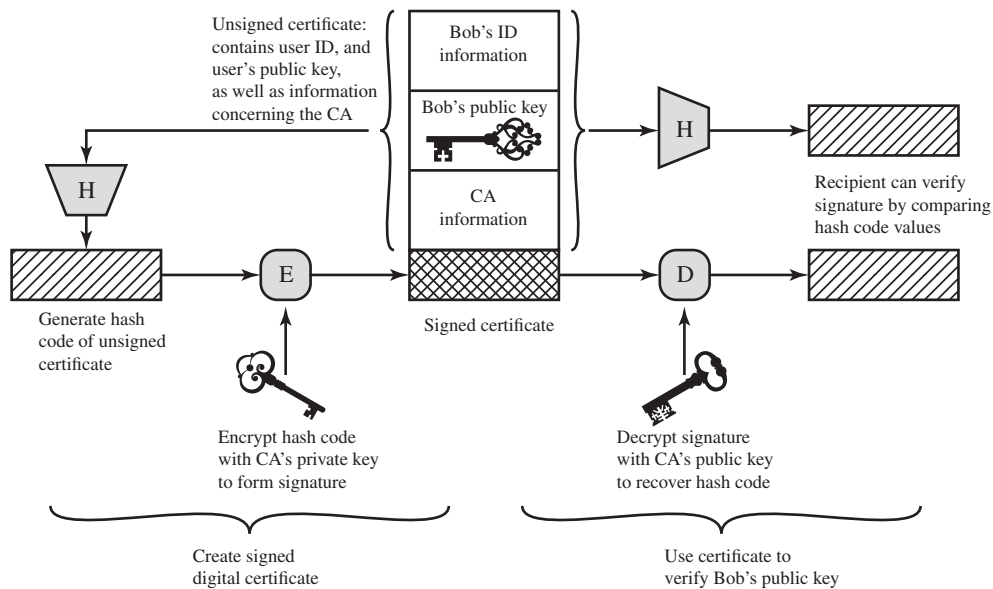 Unsigned certificate:
contains user ID, and
user's public key,
as well as information
concerning the CA
Bob's ID
information
Bob's public key
CA
information
H
H
Recipient can verify
signature by comparing
hash code values
E
D
Generate hash
code of unsigned
certificate
Signed certificate
Encrypt hash code
with CA's private key
to form signature
Decrypt signature
with CA's public key
to recover hash code
Create signed
digital certificate
Use certificate to
verify Bob's public key